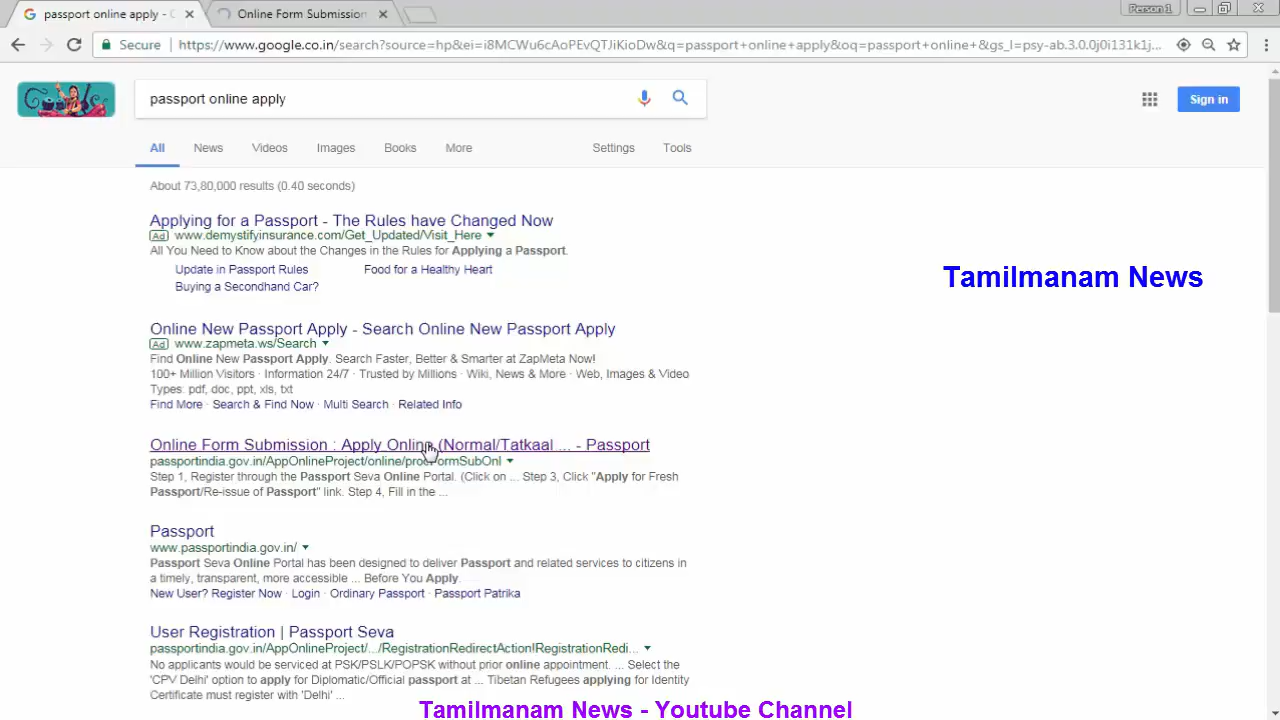 passport online apply - G
Online Form Submission
Person 1
Secure
https://www.google.co.in/search?source=hp&ei=i8MCWu6cAoPEvQTJiKioDw&q=passport+online+apply&oq=passport+online+&gs_l=psy-ab.3.0.0j0i131k1j...
passport online apply
Sign in
All News Videos Images Books More Settings Tools
About 73,80,000 results (0.40 seconds)
Applying for a Passport - The Rules have Changed Now
Ad www.demystifyinsurance.com/Get_Updated/Visit_Here
All You Need to Know about the Changes in the Rules for Applying a Passport.
Update in Passport Rules Food for a Healthy Heart
Buying a Secondhand Car?
Tamilmanam News
Online New Passport Apply - Search Online New Passport Apply
Ad www.zapmeta.ws/Search
Find Online New Passport Apply. Search Faster, Better & Smarter at ZapMeta Now!
100+ Million Visitors · Information 24/7 · Trusted by Millions · Wiki, News & More · Web, Images & Video
Types: pdf, doc, ppt, xls, txt
Find More · Search & Find Now · Multi Search · Related Info
Online Form Submission : Apply Online (Normal/Tatkaal ... - Passport
passportindia.gov.in/AppOnlineProject/online/procFormSubOnl
Step 1, Register through the Passport Seva Online Portal. (Click on ... Step 3, Click "Apply for Fresh
Passport/Re-issue of Passport" link. Step 4, Fill in the ...
Passport
www.passportindia.gov.in/
Passport Seva Online Portal has been designed to deliver Passport and related services to citizens in
a timely, transparent, more accessible ... Before You Apply.
New User? Register Now · Login · Ordinary Passport · Passport Patrika
User Registration | Passport Seva
passportindia.gov.in/AppOnlineProject/.../RegistrationRedirectAction!RegistrationRedi...
No applicants would be serviced at PSK/PSLK/POPSK without prior online appointment. ... Select the
'CPV Delhi' option to apply for Diplomatic/Official passport at ... Tibetan Refugees applying for Identity
Certificate must register with 'Delhi' ...
Tamilmanam News - Youtube Channel